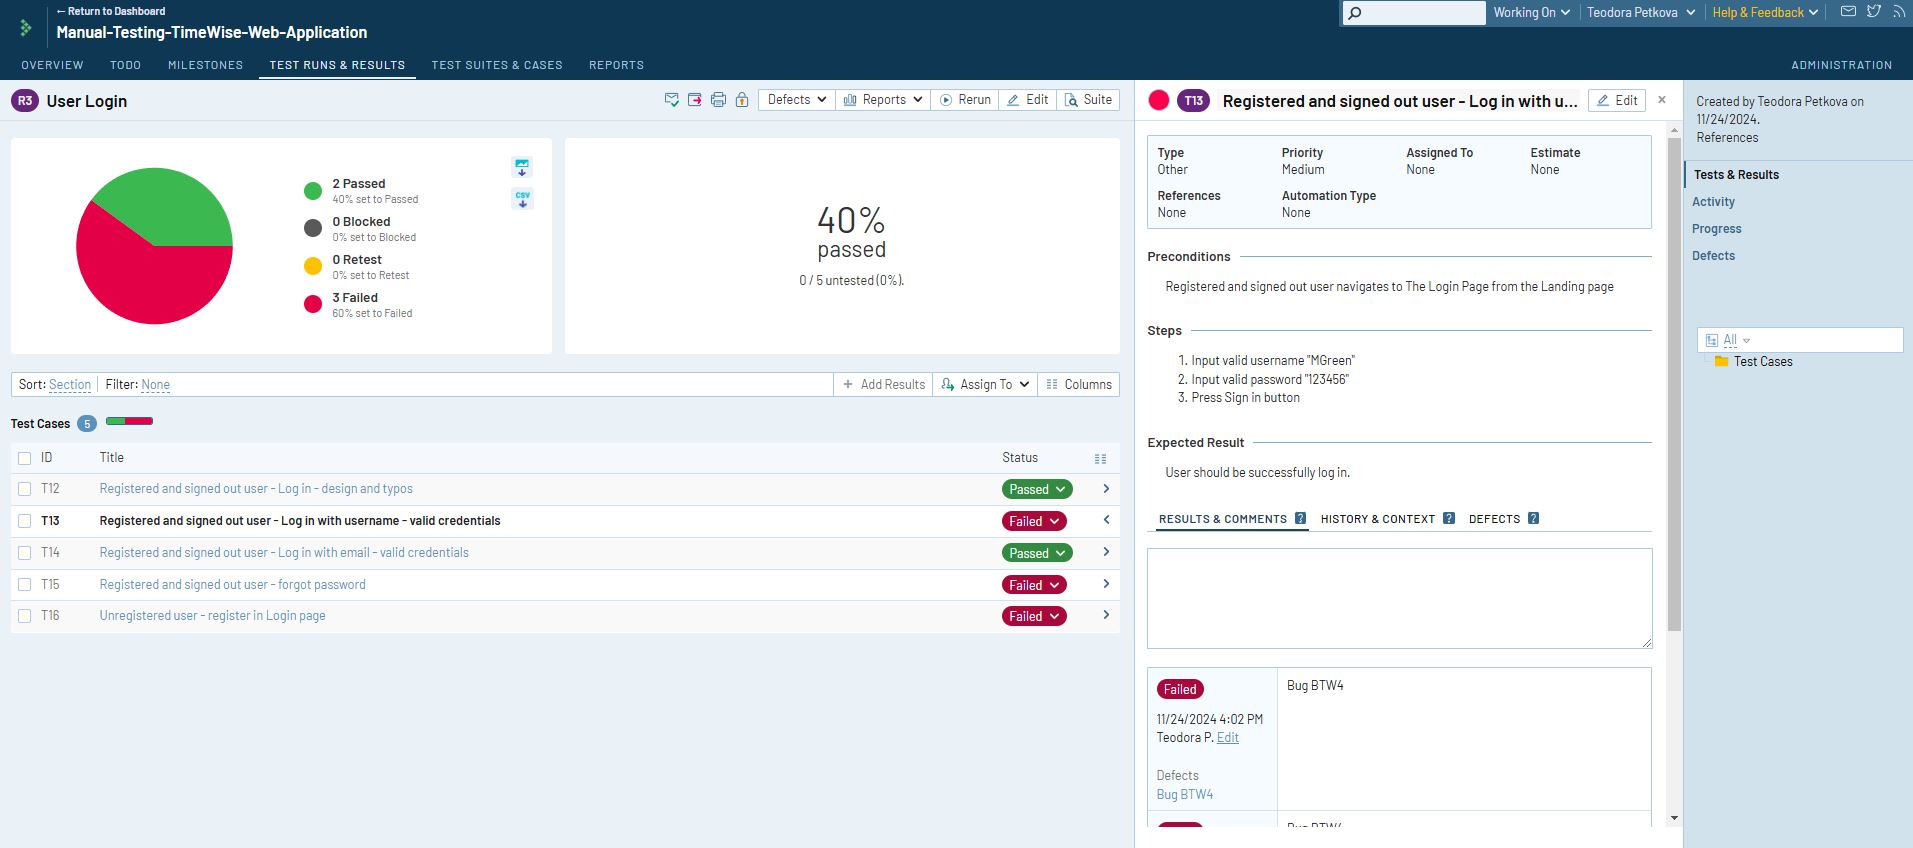 ← Return to Dashboard
Manual-Testing-TimeWise-Web-Application
Working On
Teodora Petkova
Help & Feedback
OVERVIEW TODO MILESTONES TEST RUNS & RESULTS TEST SUITES & CASES REPORTS
ADMINISTRATION
R3 User Login
Defects Reports Rerun Edit Suite
2 Passed
40% set to Passed
0 Blocked
0% set to Blocked
0 Retest
0% set to Retest
3 Failed
60% set to Failed
CSV
40%
passed
0 / 5 untested (0%).
Sort: Section Filter: None
+ Add Results Assign To Columns
Test Cases 5
ID Title Status
T12 Registered and signed out user - Log in - design and typos Passed
T13 Registered and signed out user - Log in with username - valid credentials Failed
T14 Registered and signed out user - Log in with email - valid credentials Passed
T15 Registered and signed out user - forgot password Failed
T16 Unregistered user - register in Login page Failed
T13 Registered and signed out user - Log in with u... Edit ×
Type Priority Assigned To Estimate
Other Medium None None
References Automation Type
None None
Preconditions
Registered and signed out user navigates to The Login Page from the Landing page
Steps
1. Input valid username "MGreen"
2. Input valid password "123456"
3. Press Sign in button
Expected Result
User should be successfully log in.
RESULTS & COMMENTS ? HISTORY & CONTEXT ? DEFECTS ?
Failed
Bug BTW4
11/24/2024 4:02 PM
Teodora P. Edit
Defects
Bug BTW4
Bug BTW4
Created by Teodora Petkova on
11/24/2024.
References
Tests & Results
Activity
Progress
Defects
All
Test Cases